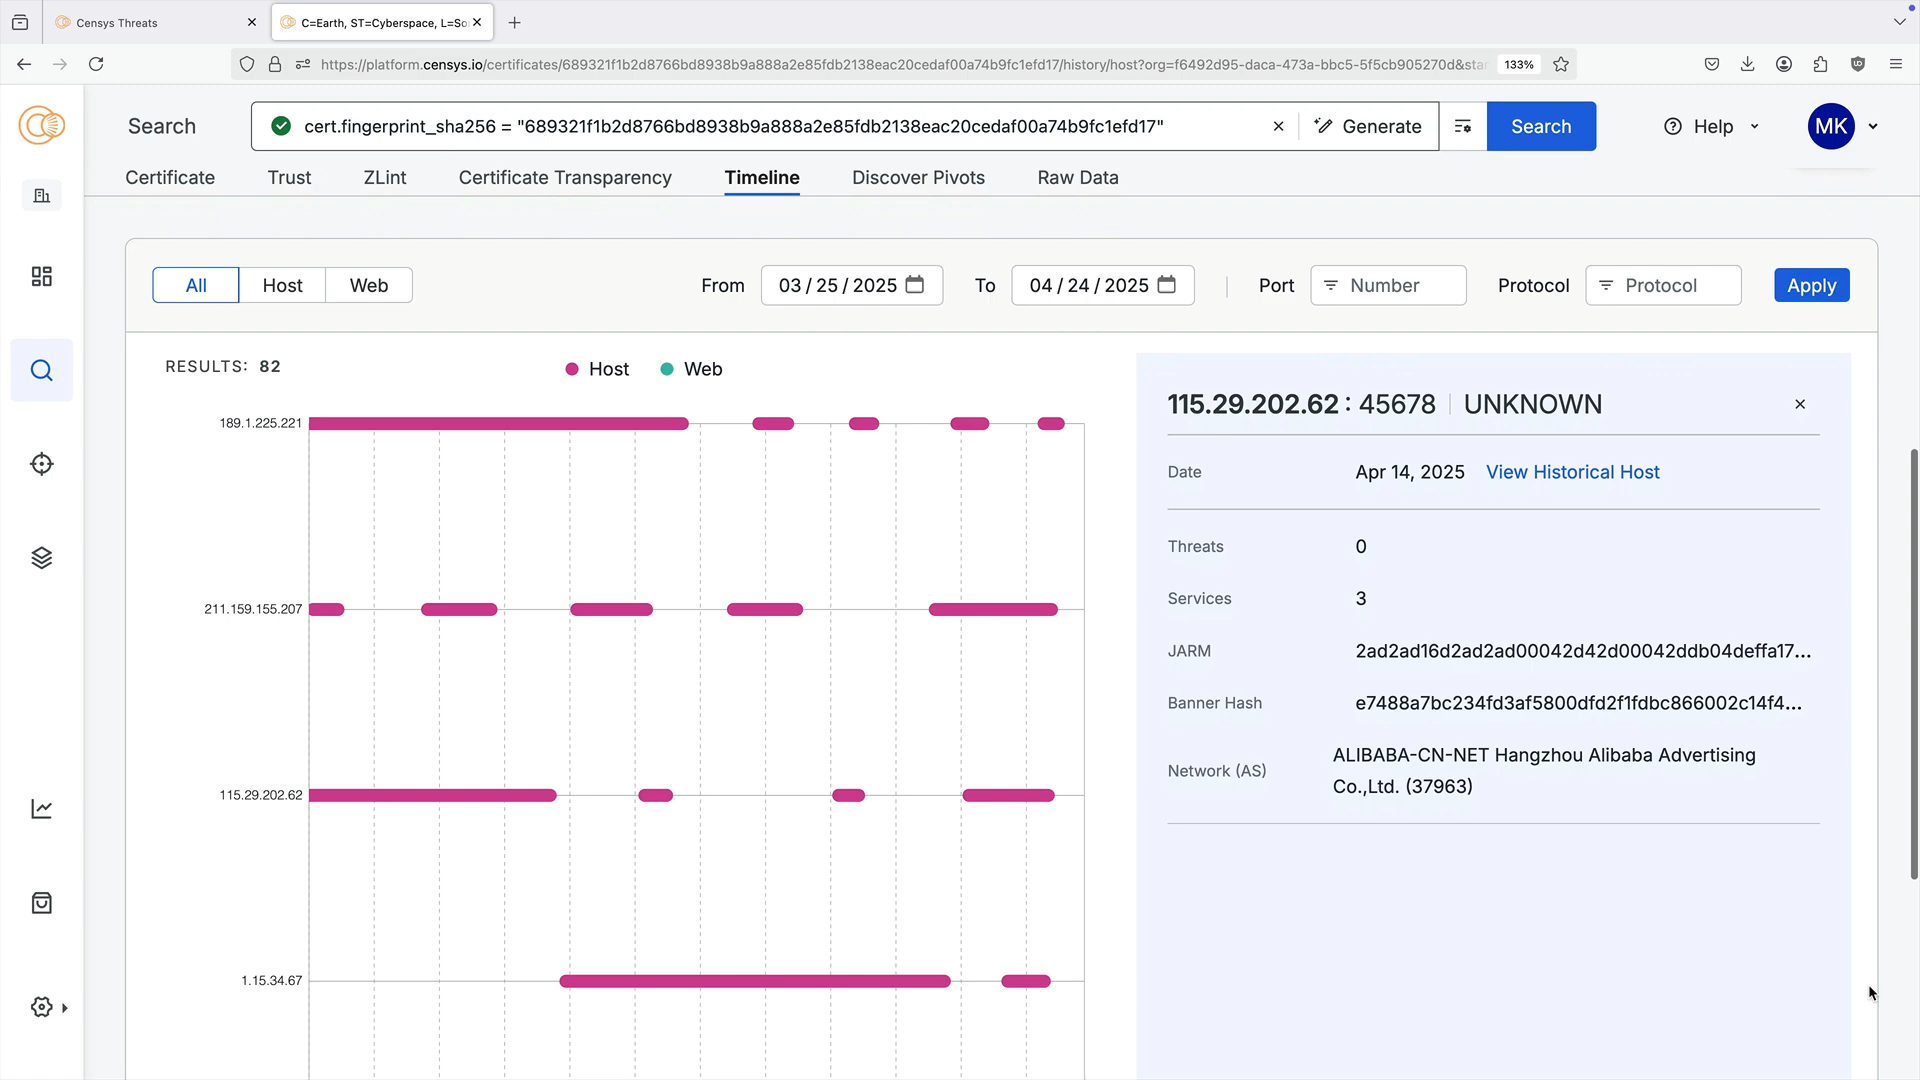 Censys Threats
C=Earth, ST=Cyberspace, L=So
https://platform.censys.io/certificates/689321f1b2d8766bd8938b9a888a2e85fdb2138eac20cedaf00a74b9fc1efd17/history/host?org=f6492d95-daca-473a-bbc5-5f5cb905270d&sta
133%
Search
cert.fingerprint_sha256 = "689321f1b2d8766bd8938b9a888a2e85fdb2138eac20cedaf00a74b9fc1efd17"
Generate
Search
Help
MK
Certificate
Trust
ZLint
Certificate Transparency
Timeline
Discover Pivots
Raw Data
All
Host
Web
From
03 / 25 / 2025
To
04 / 24 / 2025
Port
Number
Protocol
Protocol
Apply
RESULTS: 82
Host
Web
189.1.225.221
211.159.155.207
115.29.202.62
1.15.34.67
115.29.202.62 : 45678 | UNKNOWN
Date
Apr 14, 2025
View Historical Host
Threats
0
Services
3
JARM
2ad2ad16d2ad2ad00042d42d00042ddb04deffa17...
Banner Hash
e7488a7bc234fd3af5800dfd2f1fdbc866002c14f4...
Network (AS)
ALIBABA-CN-NET Hangzhou Alibaba Advertising
Co.,Ltd. (37963)